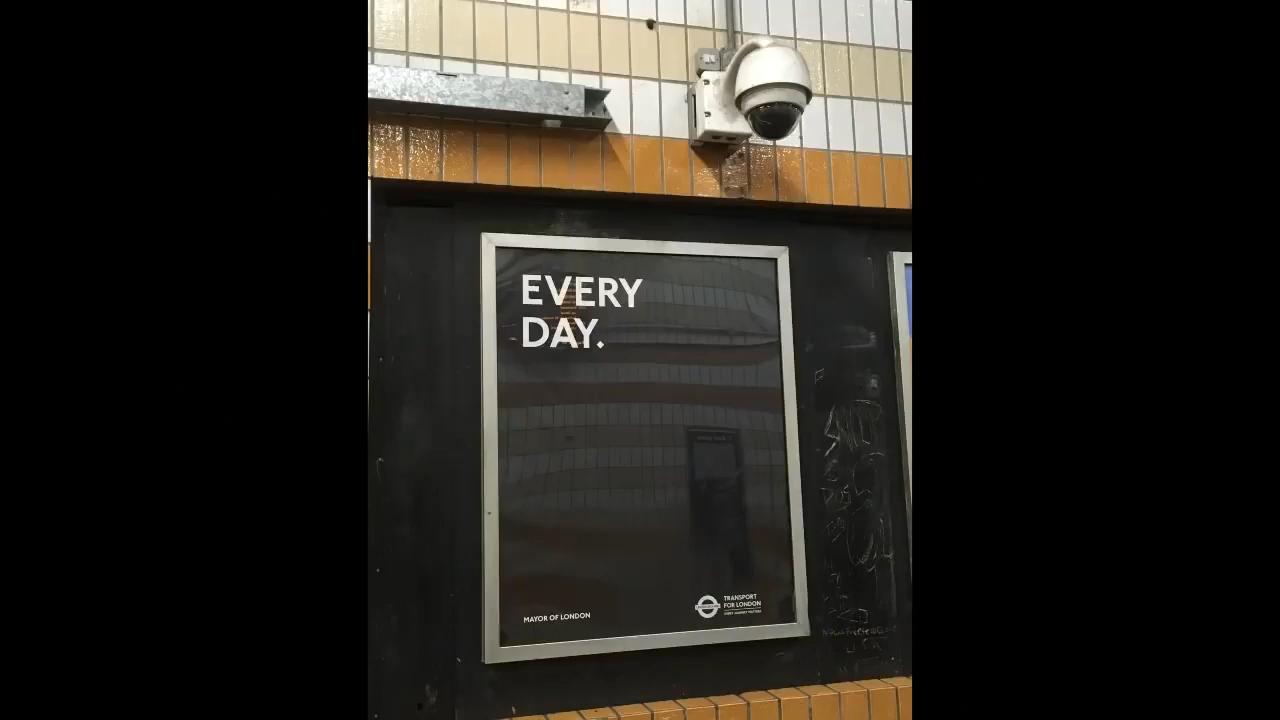 EVERY
DAY.
MAYOR OF LONDON
TRANSPORT
FOR LONDON
EVERY JOURNEY MATTERS